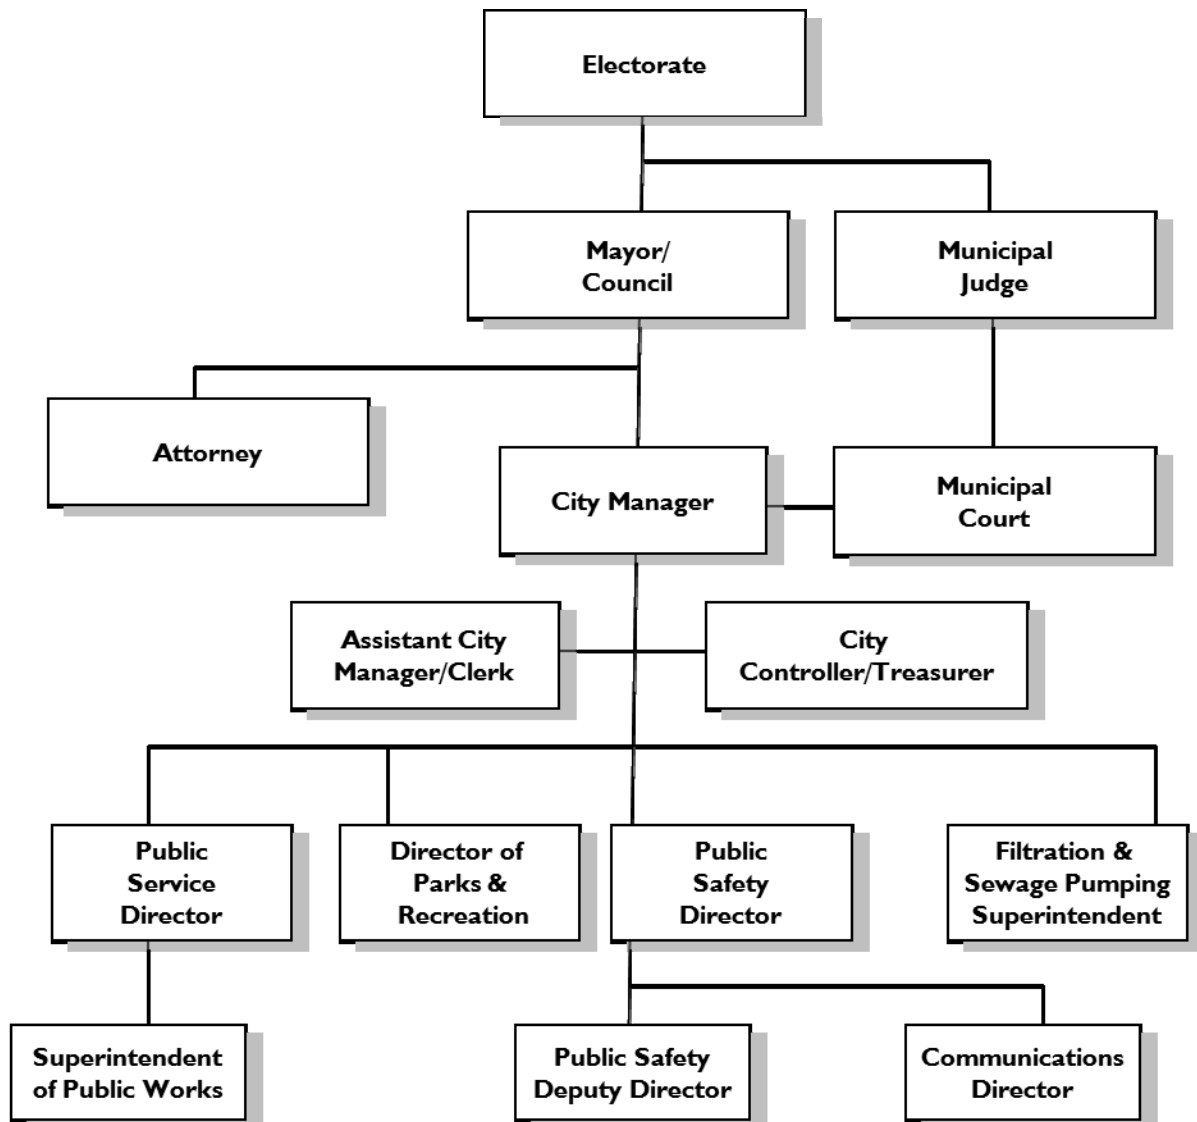 Electorate
Mayor/
Council
Municipal
Judge
Attorney
City Manager
Municipal
Court
Assistant City
Manager/Clerk
City
Controller/Treasurer
Public
Service
Director
Director of
Parks &
Recreation
Public
Safety
Director
Filtration &
Sewage Pumping
Superintendent
Superintendent
of Public Works
Public Safety
Deputy Director
Communications
Director